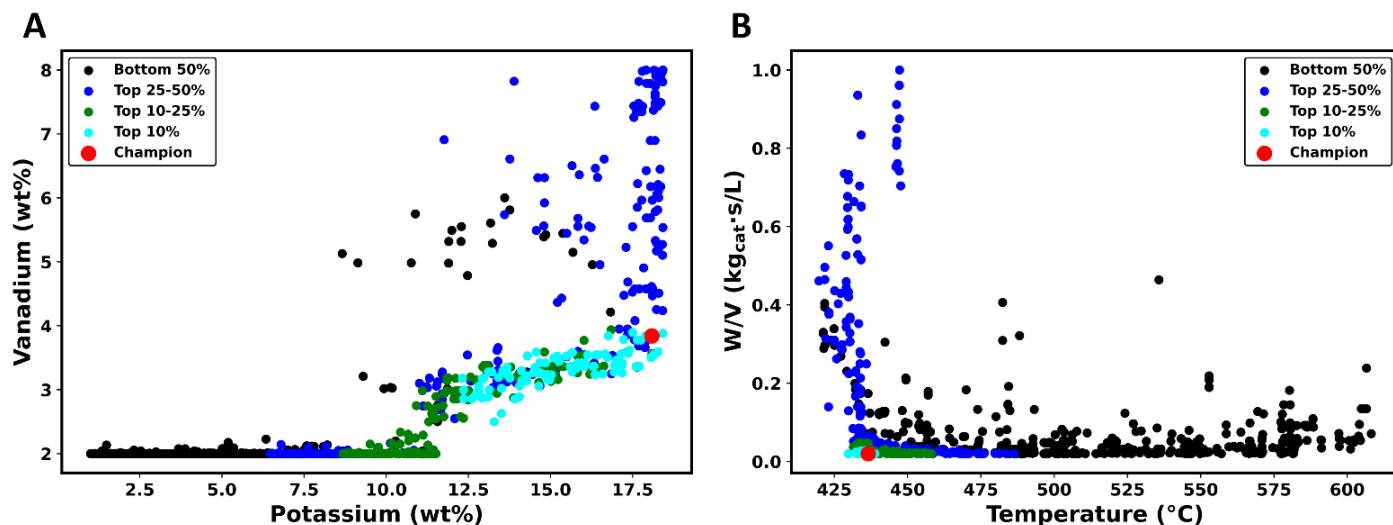 A
Vanadium (wt%)
8
7
6
5
4
3
2
Bottom 50%
Top 25-50%
Top 10-25%
Top 10%
Champion
2.5 5.0 7.5 10.0 12.5 15.0 17.5
Potassium (wt%)
B
W/V (kgcat·s/L)
1.0
0.8
0.6
0.4
0.2
0.0
Bottom 50%
Top 25-50%
Top 10-25%
Top 10%
Champion
425 450 475 500 525 550 575 600
Temperature (°C)